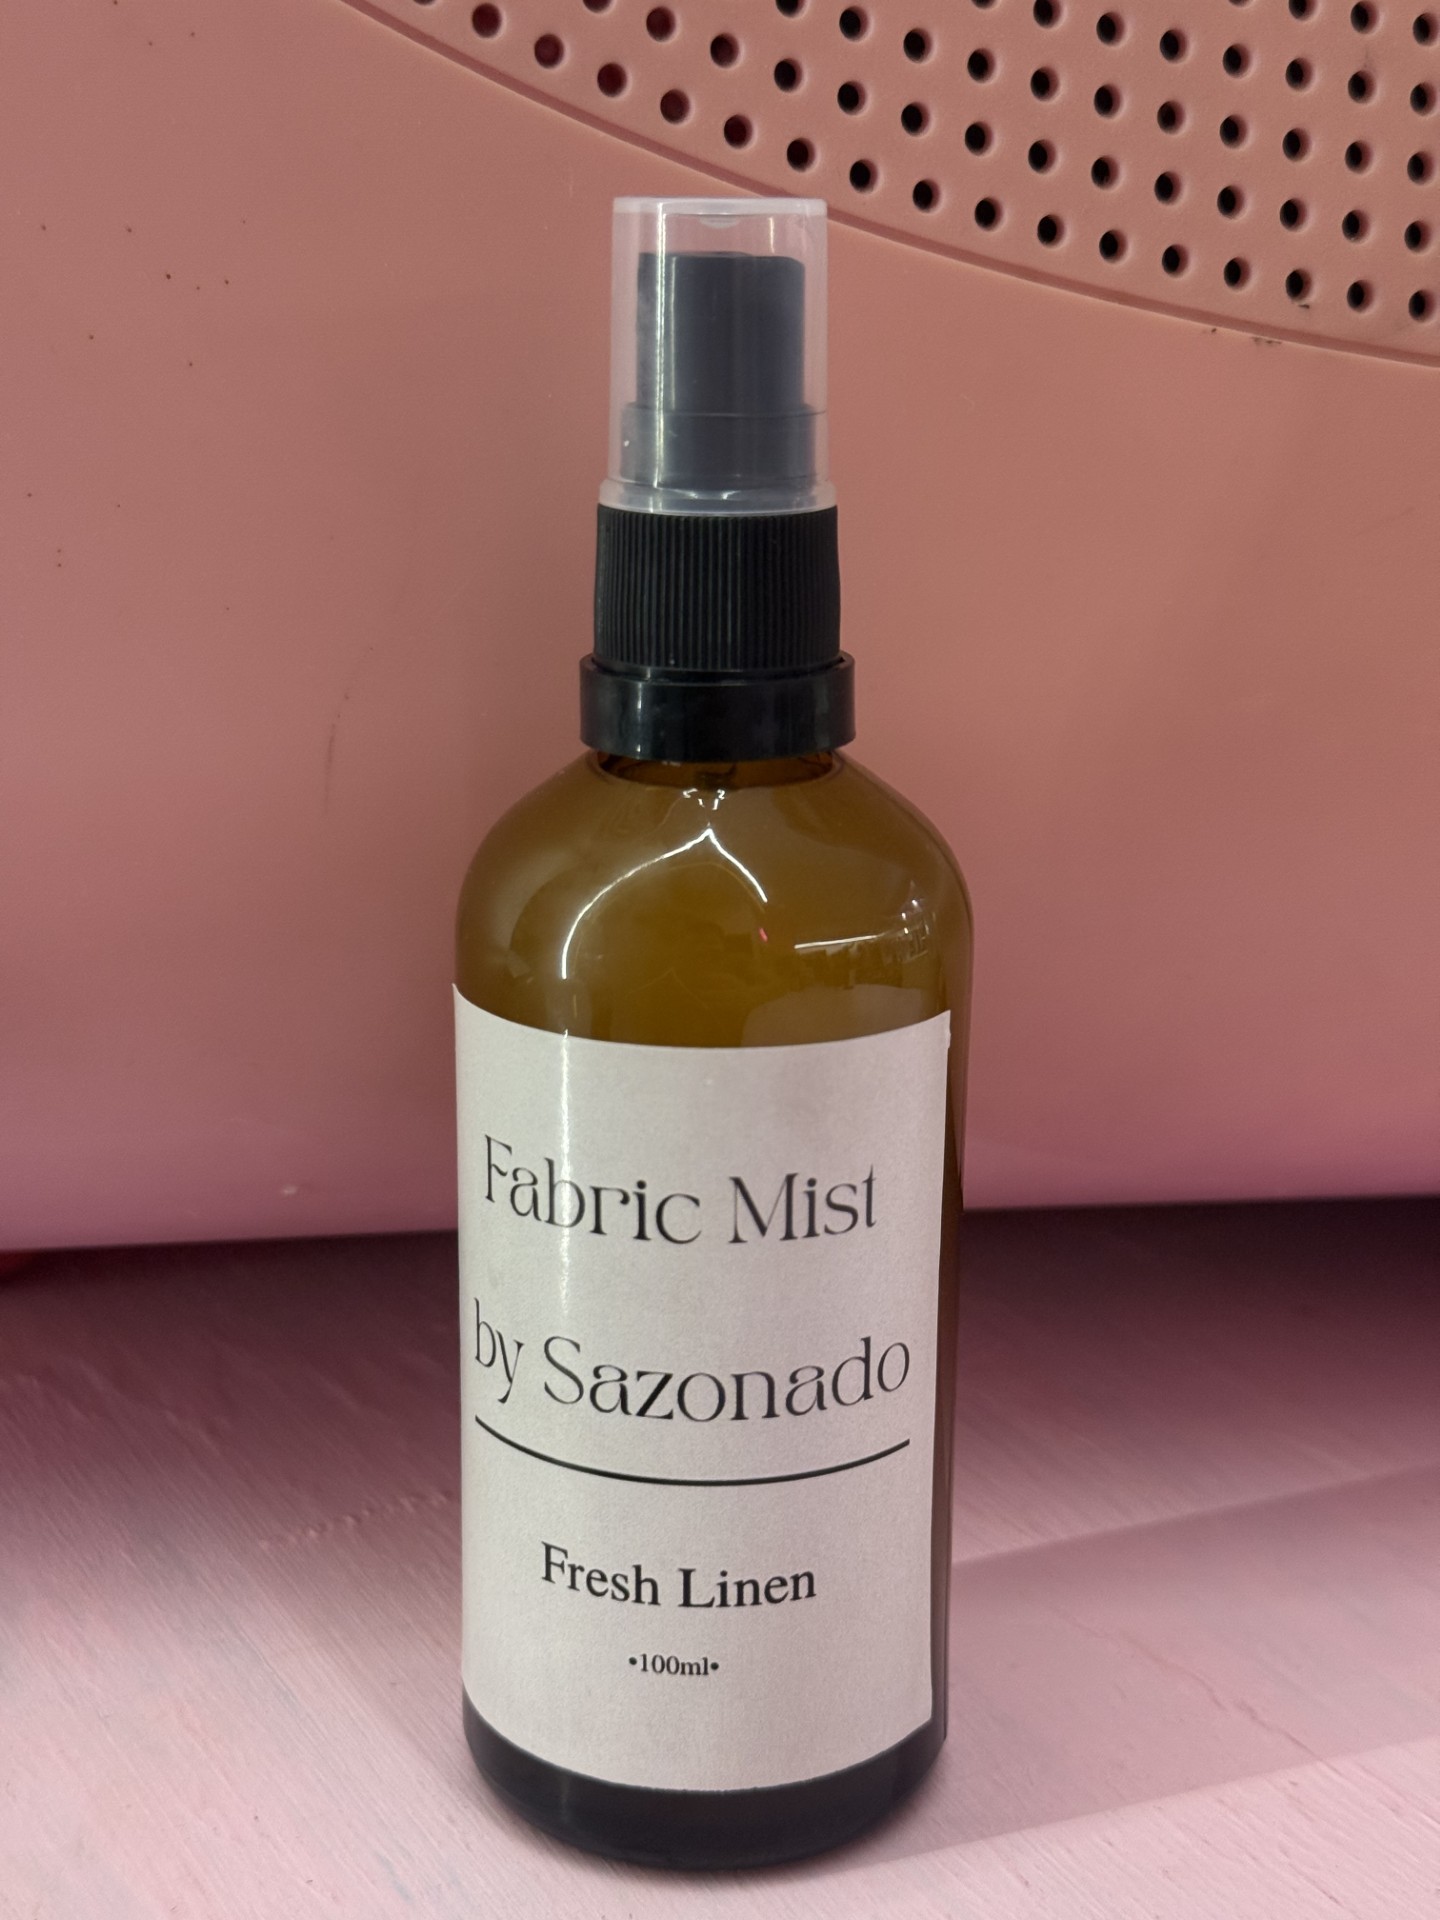 Fabric Mist
by Sazonado
Fresh Linen
•100ml•